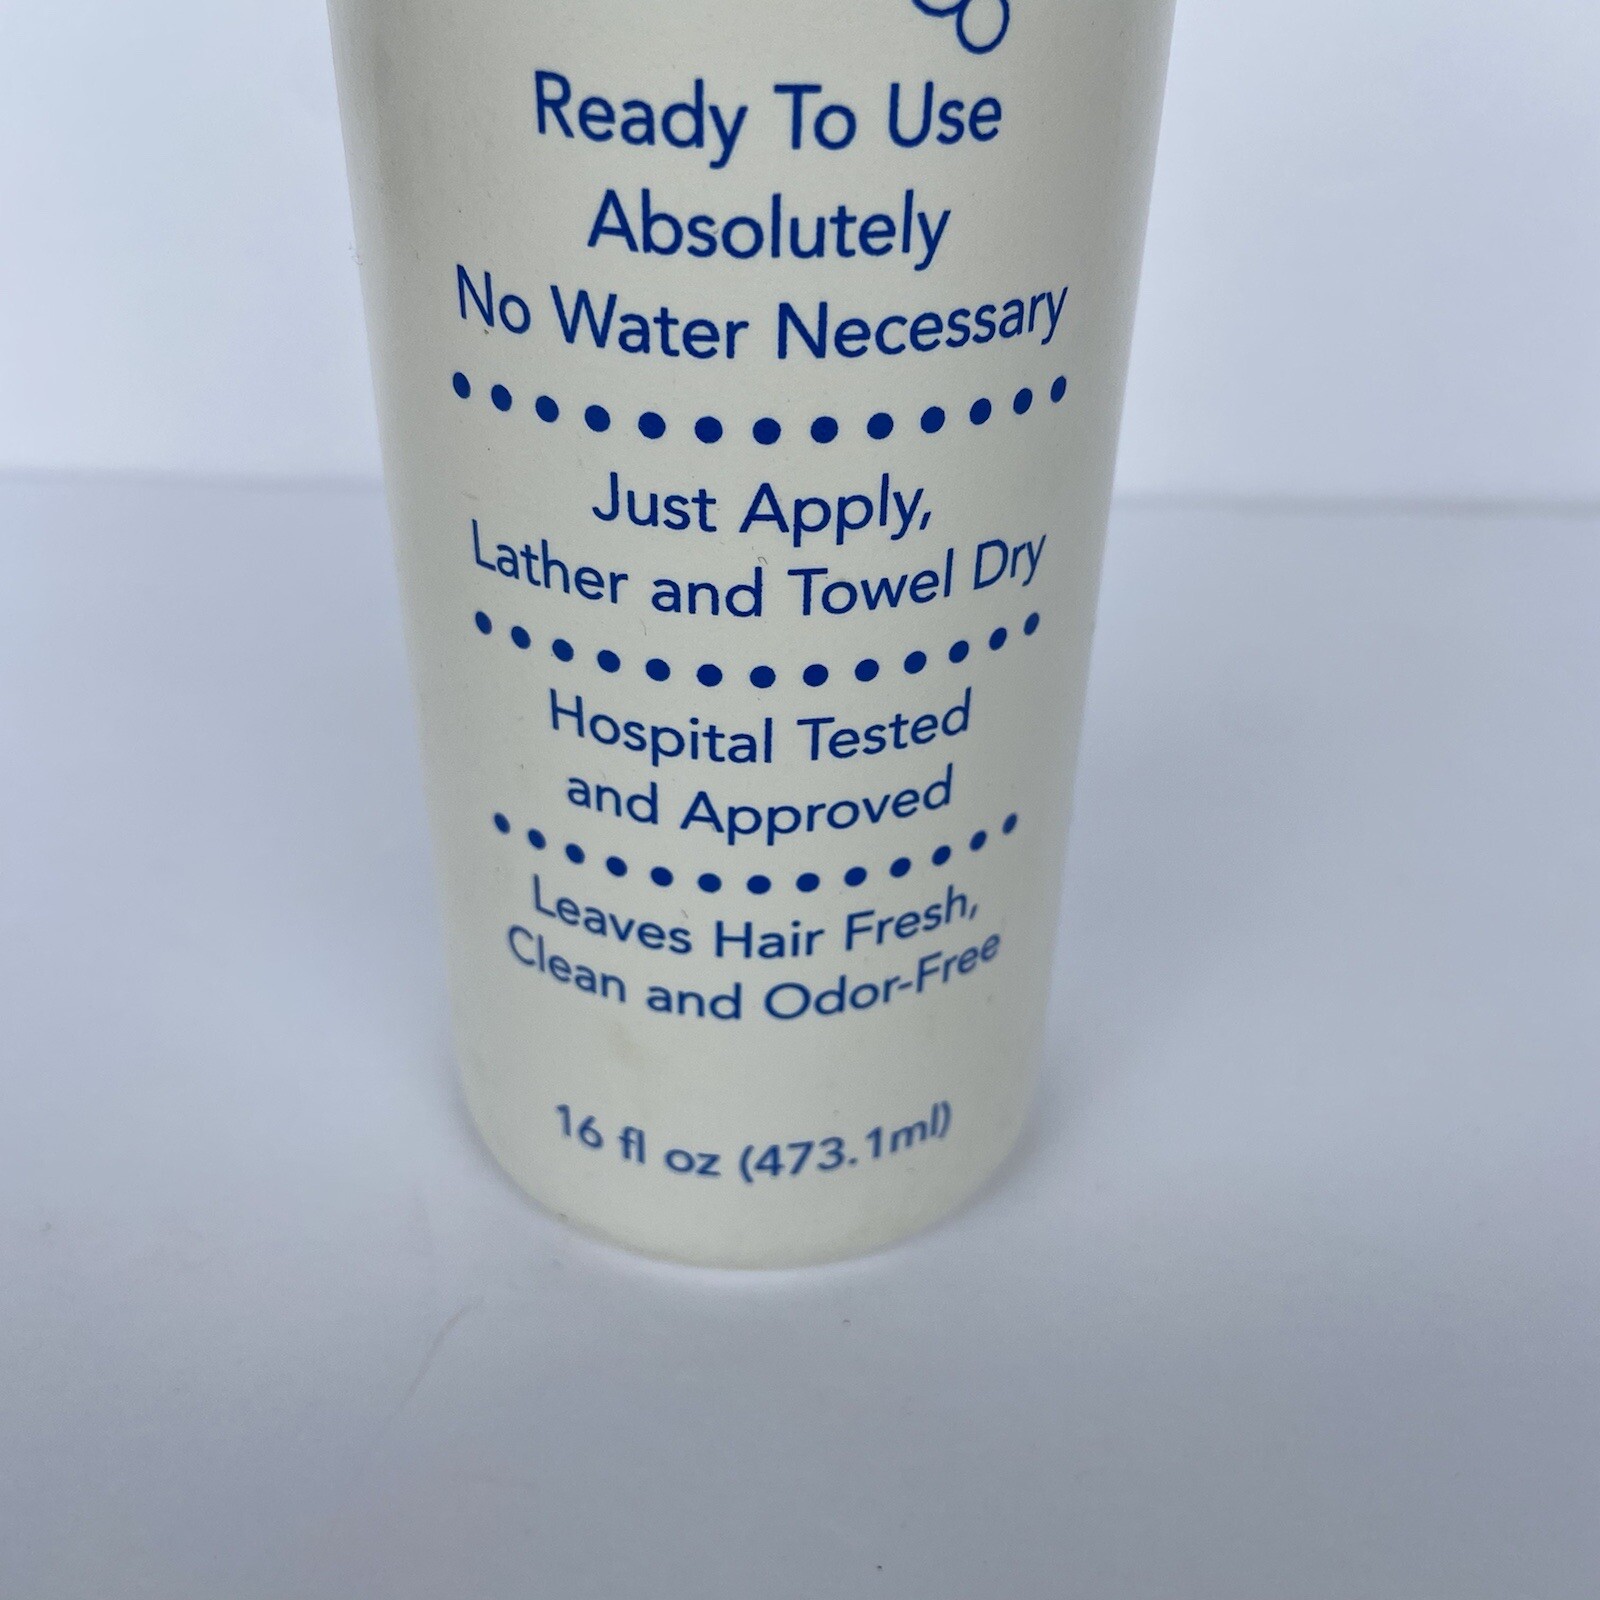 Ready To Use
Absolutely
No Water Necessary
Just Apply,
Lather and Towel Dry
Hospital Tested
and Approved
Leaves Hair Fresh,
Clean and Odor-Free
16 fl oz (473.1ml)